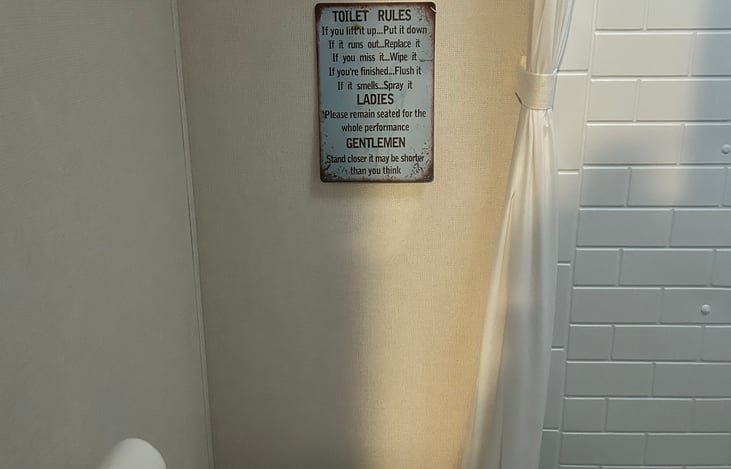 TOILET RULES
If you lift it up...Put it down
If it runs out...Replace it
If you miss it...Wipe it
If you're finished...Flush it
If it smells...Spray it
LADIES
Please remain seated for the
whole performance
GENTLEMEN
Stand closer it may be shorter
than you think